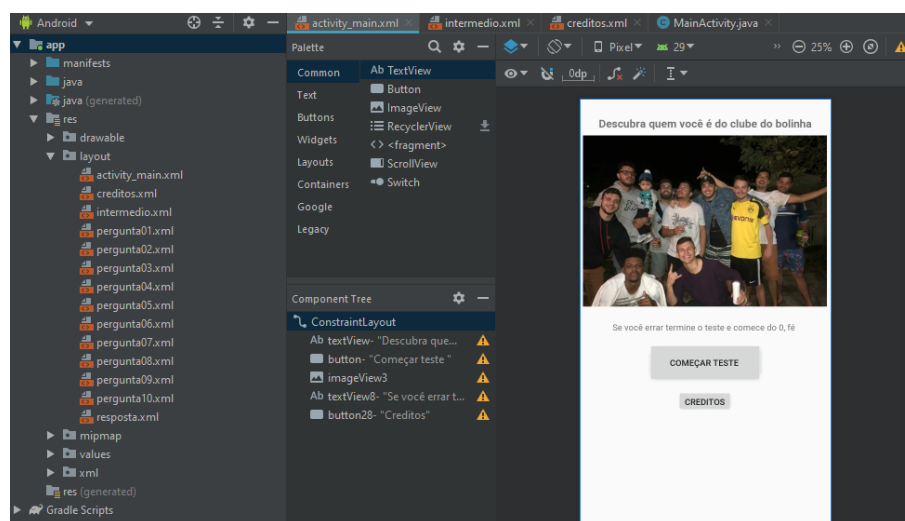 Android
activity_main.xml
intermedio.xml
creditos.xml
MainActivity.java
app
manifests
java
java (generated)
res
drawable
layout
activity_main.xml
creditos.xml
intermedio.xml
pergunta01.xml
pergunta02.xml
pergunta03.xml
pergunta04.xml
pergunta05.xml
pergunta06.xml
pergunta07.xml
pergunta08.xml
pergunta09.xml
pergunta10.xml
resposta.xml
mipmap
values
xml
res (generated)
Gradle Scripts
Palette
Common
Text
Buttons
Widgets
Layouts
Containers
Google
Legacy
Ab TextView
Button
ImageView
RecyclerView
<fragment>
ScrollView
Switch
Component Tree
ConstraintLayout
Ab textView- "Descubra que...
button- "Começar teste "
imageView3
Ab textView8- "Se você errar t...
button28- "Creditos"
Pixel
29
25%
0dp
Descubra quem você é do clube do bolinha
EVONIK
Se você errar termine o teste e comece do 0, fé
COMEÇAR TESTE
CREDITOS